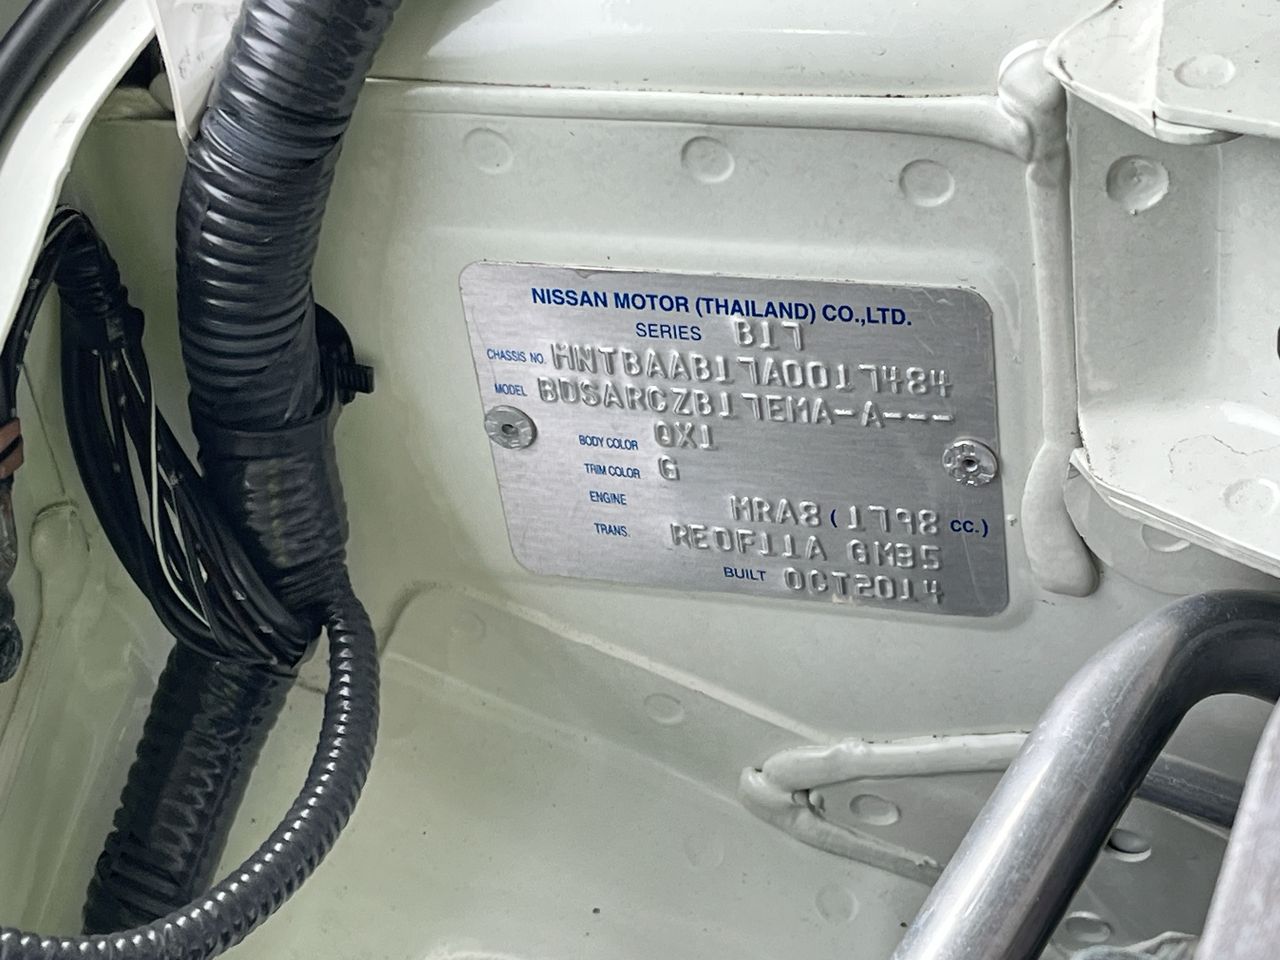 NISSAN MOTOR (THAILAND) CO.,LTD.
SERIES B17
CHASSIS NO. MNTBAAB17A0017484
MODEL BDSARCZB17EMA-A---
BODY COLOR QX1
TRIM COLOR G
ENGINE MRA8 (1798 CC.)
TRANS. RE0F11A GM35
BUILT OCT2014